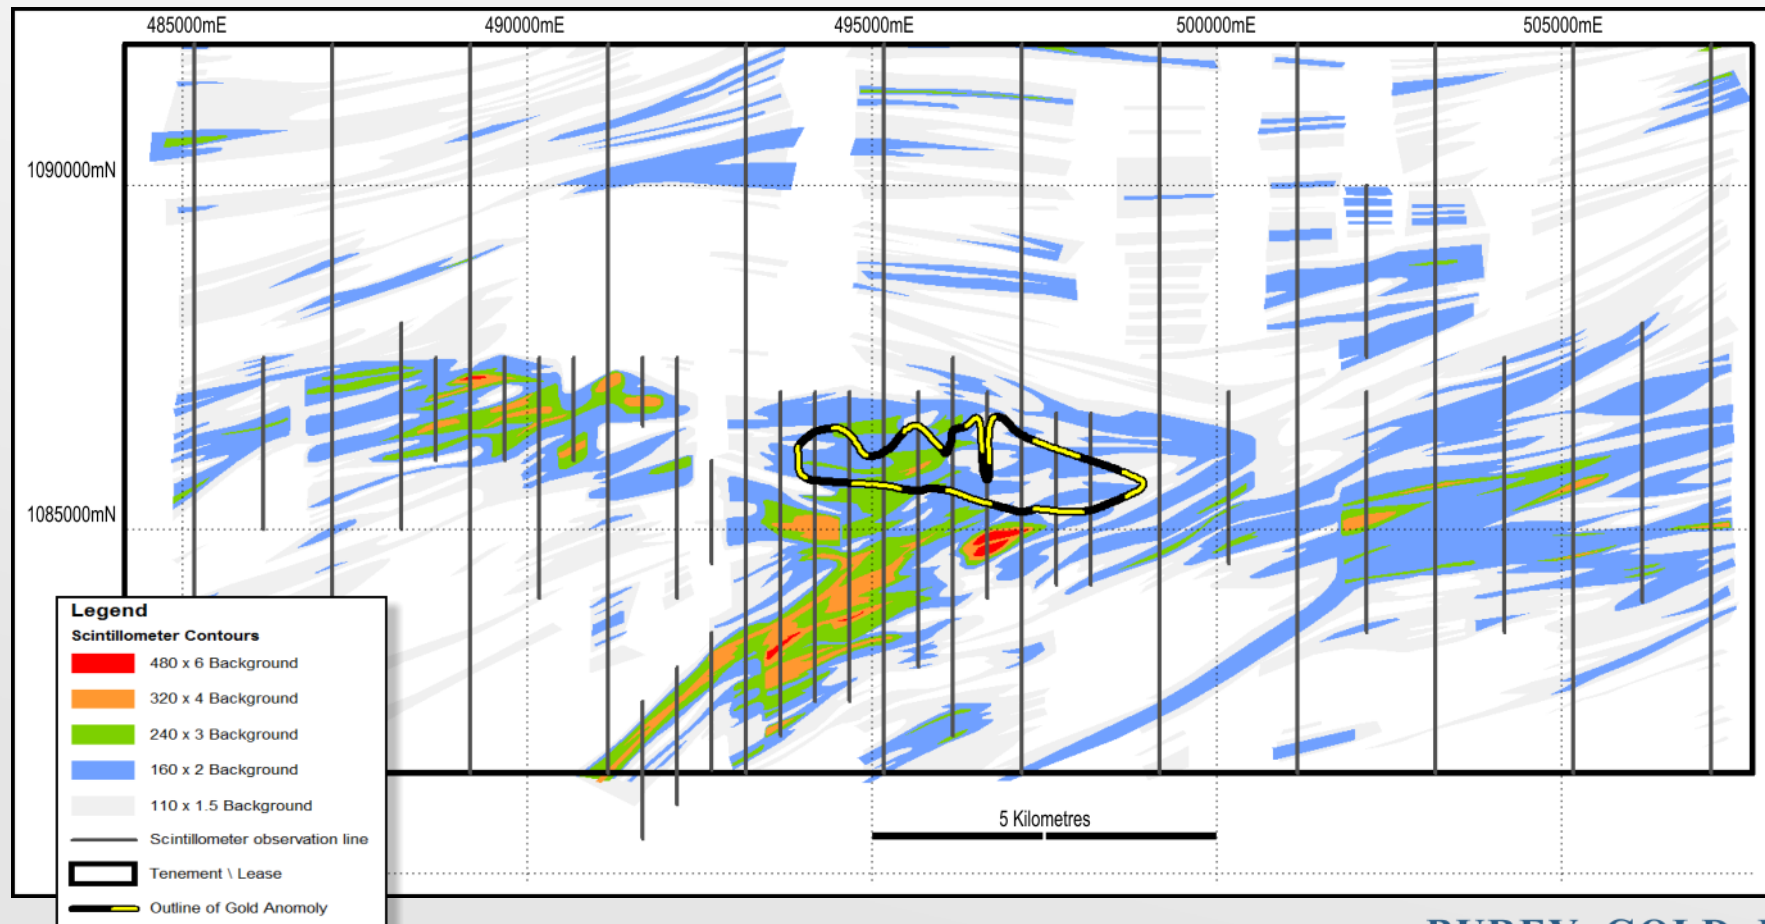 485000mE 490000mE 495000mE 500000mE 505000mE
1090000mN
1085000mN
Legend
Scintillometer Contours
480 x 6 Background
320 x 4 Background
240 x 3 Background
160 x 2 Background
110 x 1.5 Background
Scintillometer observation line
Tenement \ Lease
Outline of Gold Anomoly
5 Kilometres